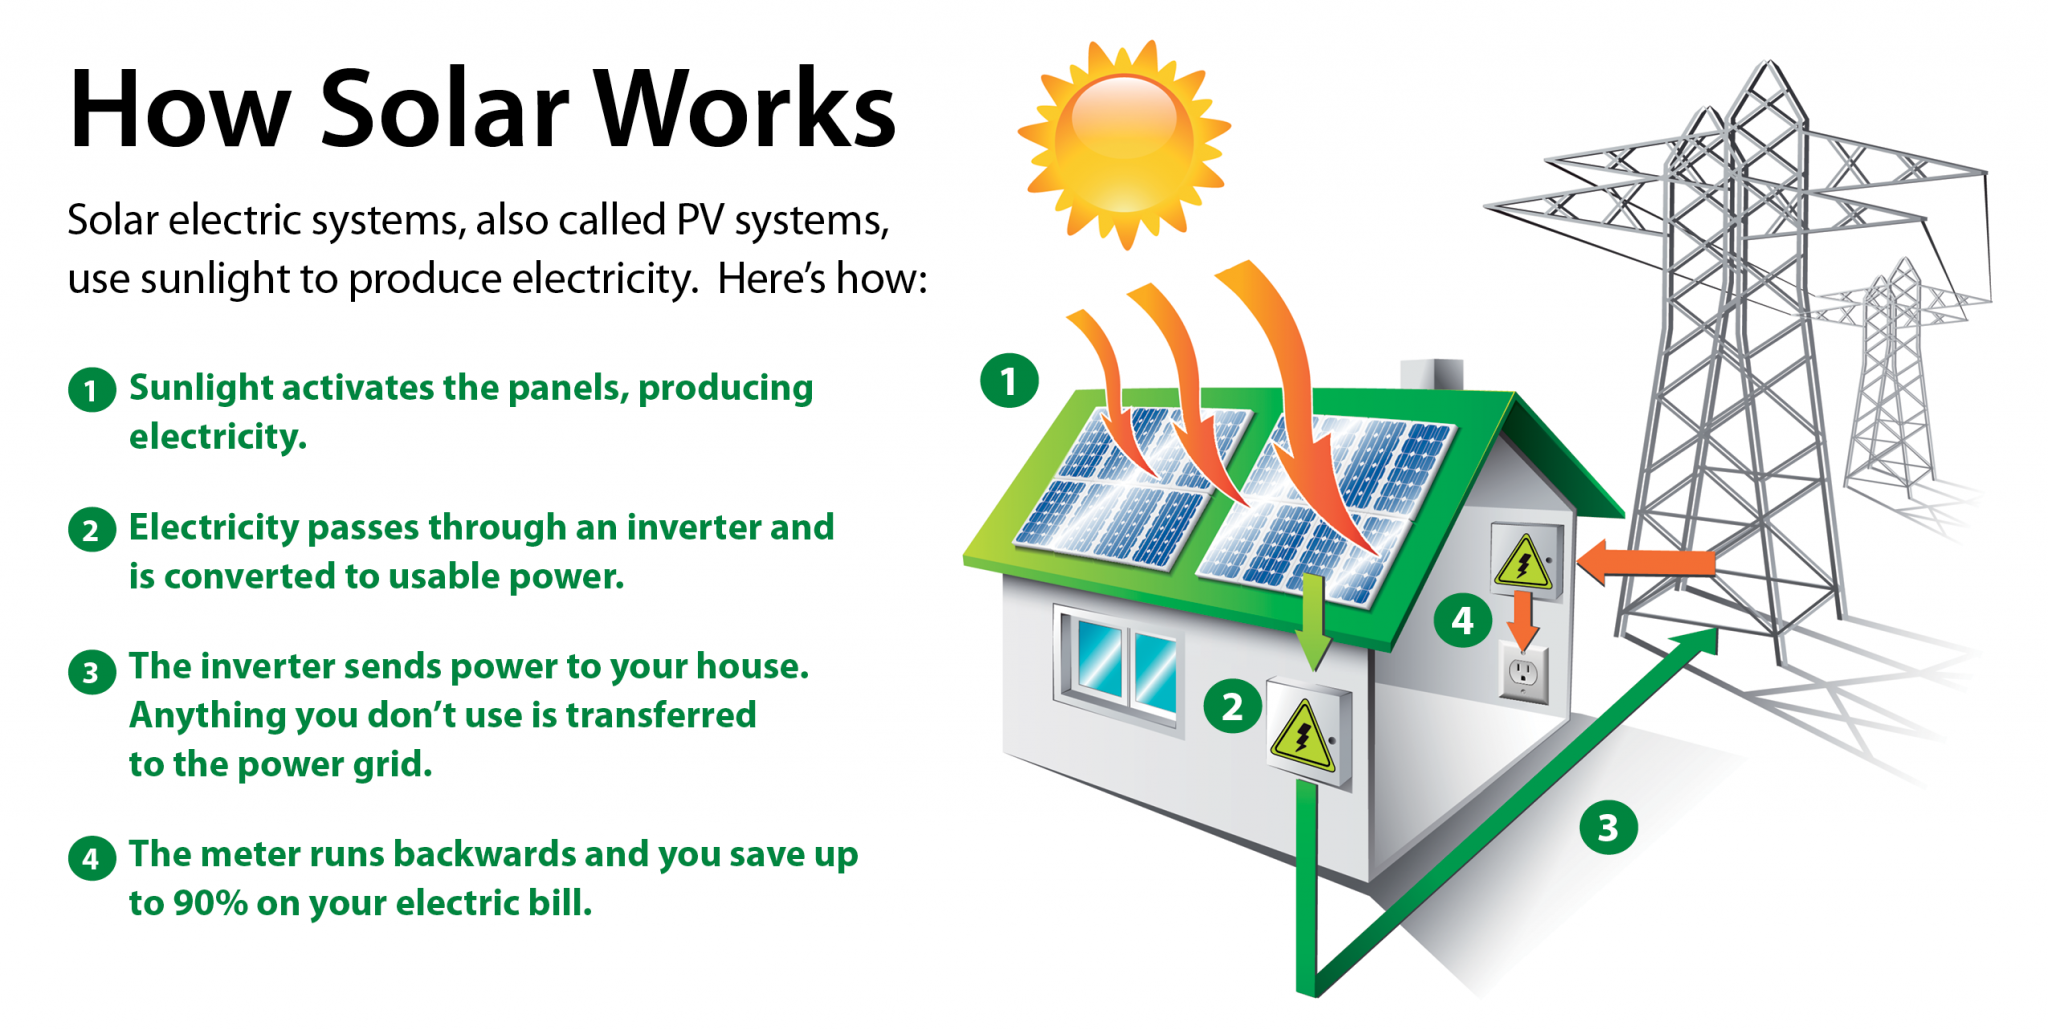 How Solar Works
Solar electric systems, also called PV systems,
use sunlight to produce electricity.  Here’s how:
1 Sunlight activates the panels, producing
electricity.
2 Electricity passes through an inverter and
is converted to usable power.
3 The inverter sends power to your house.
Anything you don’t use is transferred
to the power grid.
4 The meter runs backwards and you save up
to 90% on your electric bill.
1
2
3
4